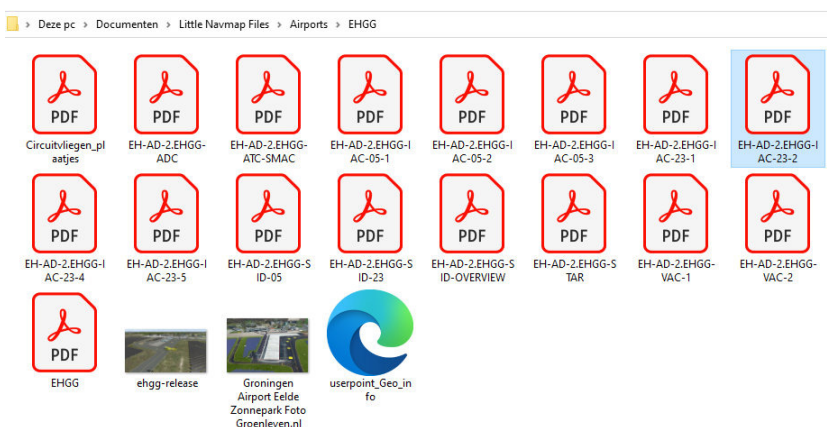 Deze pc > Documenten > Little Navmap Files > Airports > EHGG
PDF PDF PDF PDF PDF PDF PDF PDF
Circuitvliegen_pl EH-AD-2.EHGG- EH-AD-2.EHGG- EH-AD-2.EHGG-I EH-AD-2.EHGG-I EH-AD-2.EHGG-I EH-AD-2.EHGG-I EH-AD-2.EHGG-I
aatjes ADC ATC-SMAC AC-05-1 AC-05-2 AC-05-3 AC-23-1 AC-23-2
PDF PDF PDF PDF PDF PDF PDF PDF
EH-AD-2.EHGG-I EH-AD-2.EHGG-I EH-AD-2.EHGG-S EH-AD-2.EHGG-S EH-AD-2.EHGG-S EH-AD-2.EHGG-S EH-AD-2.EHGG- EH-AD-2.EHGG-
AC-23-4 AC-23-5 ID-05 ID-23 ID-OVERVIEW TAR VAC-1 VAC-2
PDF
EHGG ehgg-release Groningen userpoint_Geo_in
Airport Eelde fo
Zonnepark Foto
Groenleven.nl